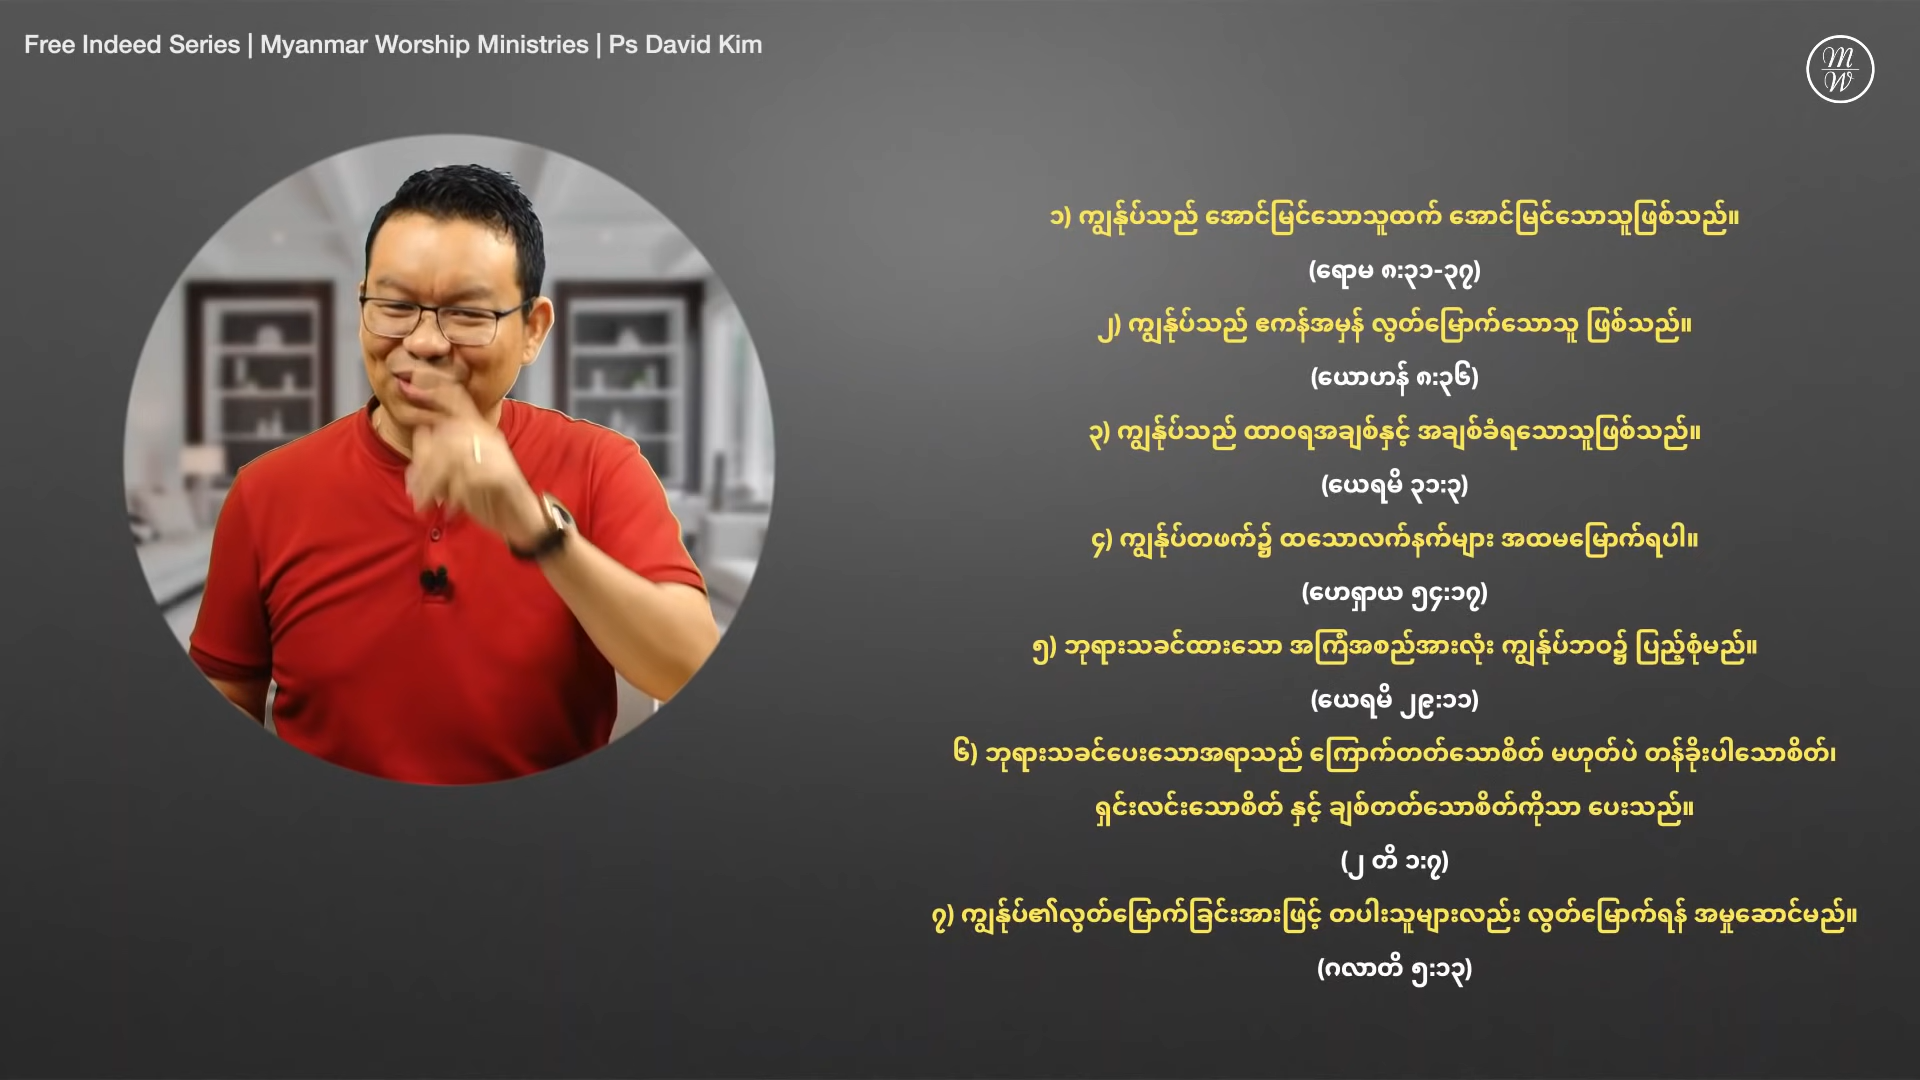 Free Indeed Series | Myanmar Worship Ministries | Ps David Kim
M
W
၁) ကျွန်ုပ်သည် အောင်မြင်သောသူထက် အောင်မြင်သောသူဖြစ်သည်။
(ရောမ ၈:၃၁-၃၇)
၂) ကျွန်ုပ်သည် ဧကန်အမှန် လွတ်မြောက်သောသူ ဖြစ်သည်။
(ယောဟန် ၈:၃၆)
၃) ကျွန်ုပ်သည် ထာဝရအချစ်နှင့် အချစ်ခံရသောသူဖြစ်သည်။
(ယေရမိ ၃၁:၃)
၄) ကျွန်ုပ်တဖက်၌ ထသောလက်နက်များ အထမမြောက်ရပါ။
(ဟေရှာယ ၅၄:၁၇)
၅) ဘုရားသခင်ထားသော အကြံအစည်အားလုံး ကျွန်ုပ်ဘဝ၌ ပြည့်စုံမည်။
(ယေရမိ ၂၉:၁၁)
၆) ဘုရားသခင်ပေးသောအရာသည် ကြောက်တတ်သောစိတ် မဟုတ်ပဲ တန်ခိုးပါသောစိတ်၊
ရှင်းလင်းသောစိတ် နှင့် ချစ်တတ်သောစိတ်ကိုသာ ပေးသည်။
(၂ တိ ၁:၇)
၇) ကျွန်ုပ်၏လွတ်မြောက်ခြင်းအားဖြင့် တပါးသူများလည်း လွတ်မြောက်ရန် အမှုဆောင်မည်။
(ဂလာတိ ၅:၁၃)